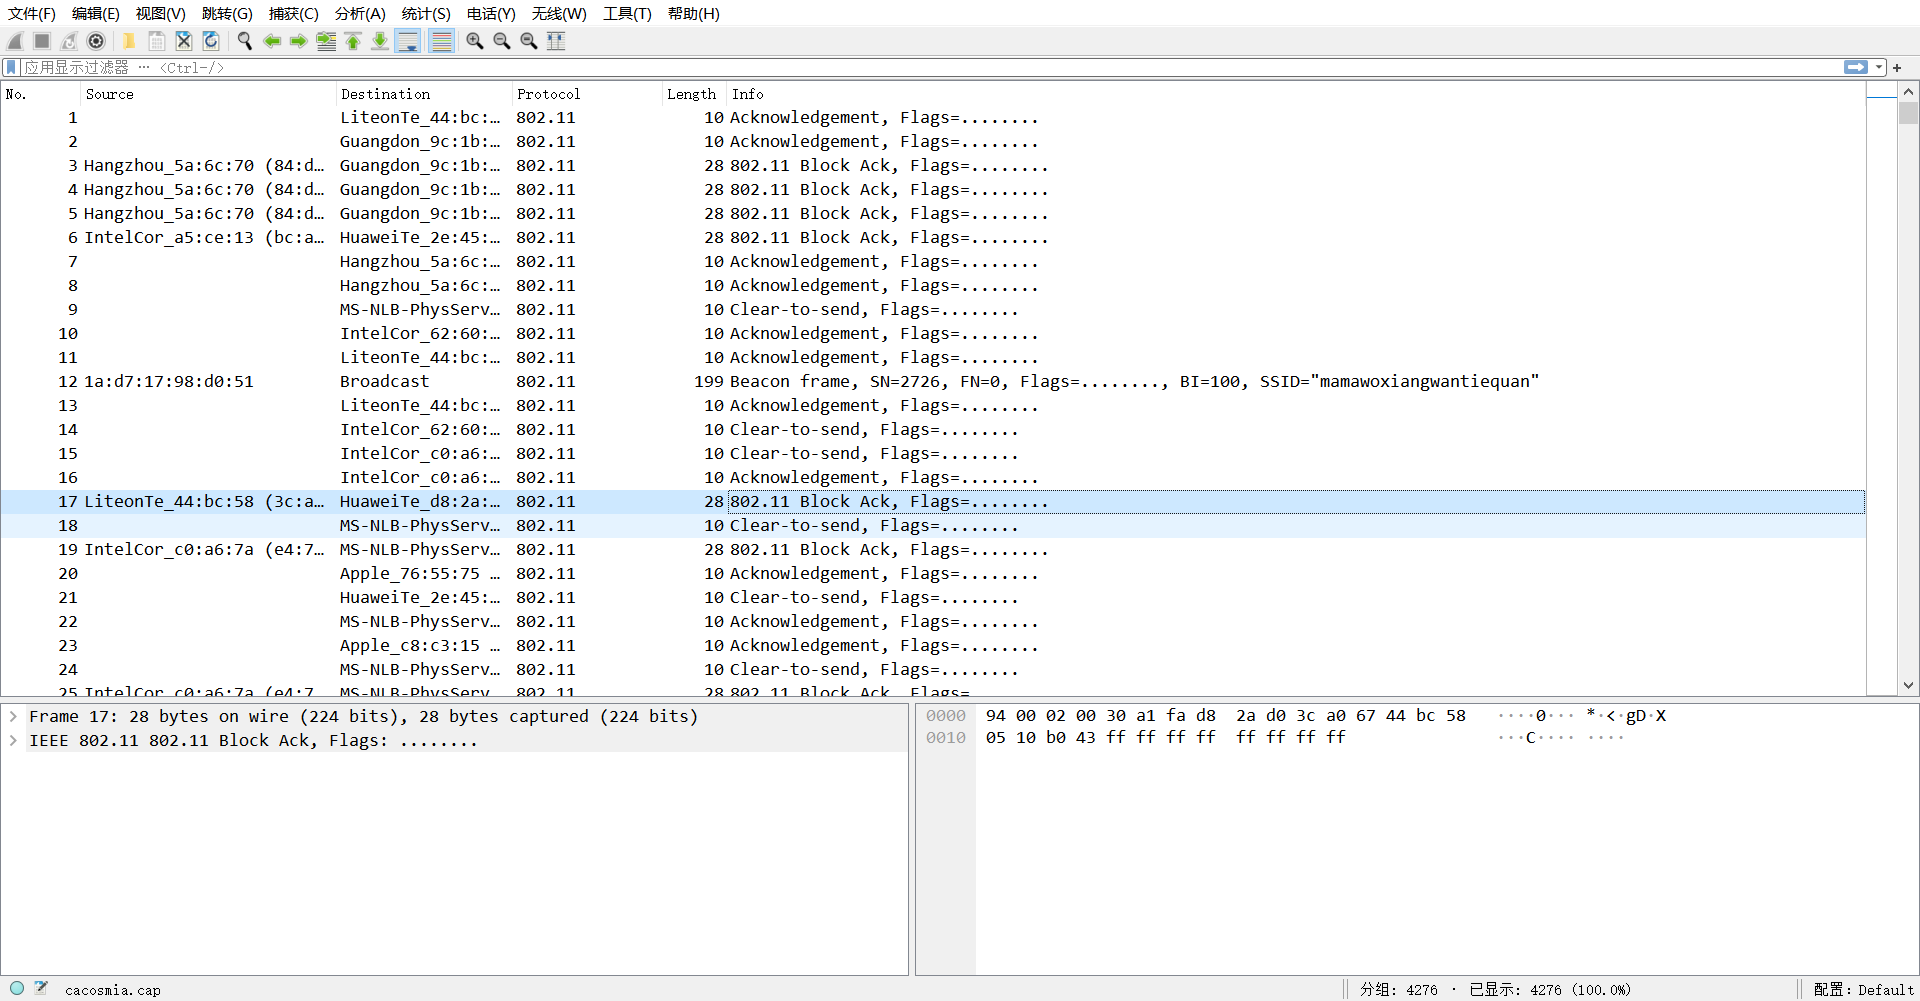 文件(F) 编辑(E) 视图(V) 跳转(G) 捕获(C) 分析(A) 统计(S) 电话(Y) 无线(W) 工具(T) 帮助(H)
应用显示过滤器 … <Ctrl-/>
No. Source Destination Protocol Length Info
1 LiteonTe_44:bc:… 802.11 10 Acknowledgement, Flags=........
2 Guangdon_9c:1b:… 802.11 10 Acknowledgement, Flags=........
3 Hangzhou_5a:6c:70 (84:d… Guangdon_9c:1b:… 802.11 28 802.11 Block Ack, Flags=........
4 Hangzhou_5a:6c:70 (84:d… Guangdon_9c:1b:… 802.11 28 802.11 Block Ack, Flags=........
5 Hangzhou_5a:6c:70 (84:d… Guangdon_9c:1b:… 802.11 28 802.11 Block Ack, Flags=........
6 IntelCor_a5:ce:13 (bc:a… HuaweiTe_2e:45:… 802.11 28 802.11 Block Ack, Flags=........
7 Hangzhou_5a:6c:… 802.11 10 Acknowledgement, Flags=........
8 Hangzhou_5a:6c:… 802.11 10 Acknowledgement, Flags=........
9 MS-NLB-PhysServ… 802.11 10 Clear-to-send, Flags=........
10 IntelCor_62:60:… 802.11 10 Acknowledgement, Flags=........
11 LiteonTe_44:bc:… 802.11 10 Acknowledgement, Flags=........
12 1a:d7:17:98:d0:51 Broadcast 802.11 199 Beacon frame, SN=2726, FN=0, Flags=........, BI=100, SSID="mamawoxiangwantiequan"
13 LiteonTe_44:bc:… 802.11 10 Acknowledgement, Flags=........
14 IntelCor_62:60:… 802.11 10 Clear-to-send, Flags=........
15 IntelCor_c0:a6:… 802.11 10 Clear-to-send, Flags=........
16 IntelCor_c0:a6:… 802.11 10 Acknowledgement, Flags=........
17 LiteonTe_44:bc:58 (3c:a… HuaweiTe_d8:2a:… 802.11 28 802.11 Block Ack, Flags=........
18 MS-NLB-PhysServ… 802.11 10 Clear-to-send, Flags=........
19 IntelCor_c0:a6:7a (e4:7… MS-NLB-PhysServ… 802.11 28 802.11 Block Ack, Flags=........
20 Apple_76:55:75 … 802.11 10 Acknowledgement, Flags=........
21 HuaweiTe_2e:45:… 802.11 10 Clear-to-send, Flags=........
22 MS-NLB-PhysServ… 802.11 10 Acknowledgement, Flags=........
23 Apple_c8:c3:15 … 802.11 10 Acknowledgement, Flags=........
24 MS-NLB-PhysServ… 802.11 10 Clear-to-send, Flags=........
25 IntelCor_c0:a6:7a (e4:7… MS-NLB-PhysServ… 802.11 28 802.11 Block Ack, Flags=
Frame 17: 28 bytes on wire (224 bits), 28 bytes captured (224 bits)
IEEE 802.11 802.11 Block Ack, Flags: ........
0000 94 00 02 00 30 a1 fa d8 2a d0 3c a0 67 44 bc 58 ····0··· *·<·gD·X
0010 05 10 b0 43 ff ff ff ff ff ff ff ff ···C···· ····
cacosmia.cap 分组: 4276 · 已显示: 4276 (100.0%) 配置: Default